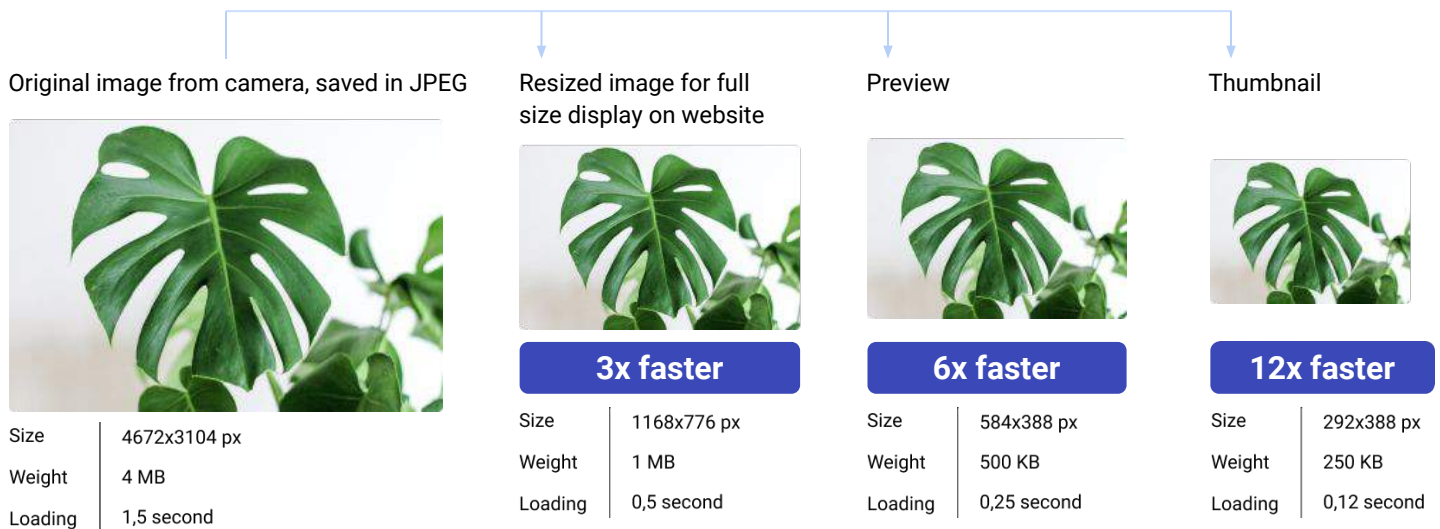 Original image from camera, saved in JPEG
Size 4672x3104 px
Weight 4 MB
Loading 1,5 second
Resized image for full
size display on website
3x faster
Size 1168x776 px
Weight 1 MB
Loading 0,5 second
Preview
6x faster
Size 584x388 px
Weight 500 KB
Loading 0,25 second
Thumbnail
12x faster
Size 292x388 px
Weight 250 KB
Loading 0,12 second